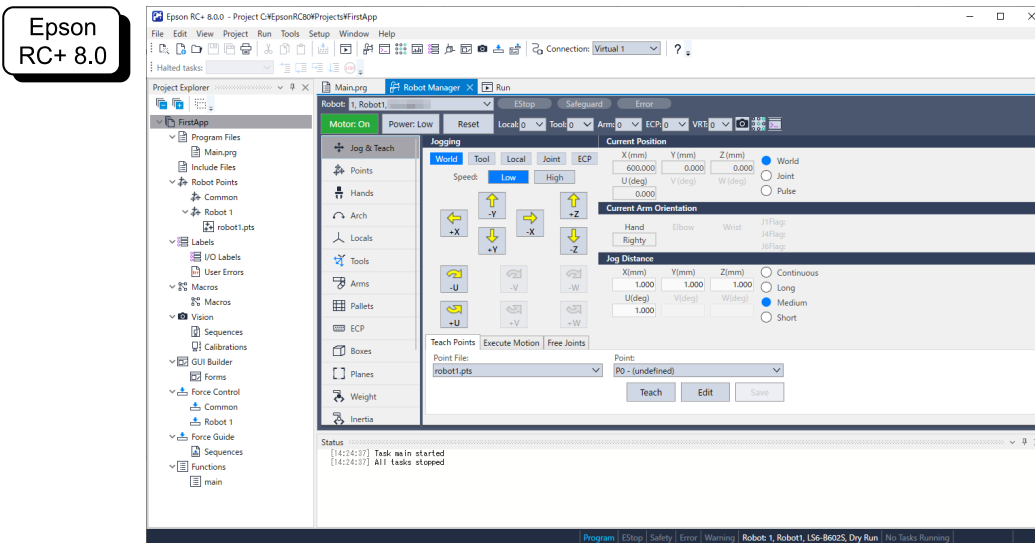 Epson
RC+ 8.0
Epson RC+ 8.0.0 - Project C:¥EpsonRC80¥Projects¥FirstApp
File Edit View Project Run Tools Setup Window Help
Connection: Virtual 1 ?
Halted tasks:
Project Explorer
Main.prg Robot Manager Run
Robot: 1, Robot1, EStop Safeguard Error
Motor: On Power: Low Reset Local: 0 Tool: 0 Arm: 0 ECP: 0 VRT: 0
FirstApp
Program Files
Main.prg
Include Files
Robot Points
Common
Robot 1
robot1.pts
Labels
I/O Labels
User Errors
Macros
Macros
Vision
Sequences
Calibrations
GUI Builder
Forms
Force Control
Common
Robot 1
Force Guide
Sequences
Functions
main
Jog & Teach
Points
Hands
Arch
Locals
Tools
Arms
Pallets
ECP
Boxes
Planes
Weight
Inertia
Jogging
World Tool Local Joint ECP
Speed: Low High
-Y +Z
+X -X
+Y -Z
-U -V -W
+U +V +W
Current Position
X (mm) Y (mm) Z (mm) World
600.000 0.000 0.000 Joint
U (deg) V (deg) W (deg) Pulse
0.000
Current Arm Orientation
Hand Elbow Wrist J1Flag:
Righty J4Flag:
J6Flag:
Jog Distance
X(mm) Y(mm) Z(mm) Continuous
1.000 1.000 1.000 Long
U(deg) V(deg) W(deg) Medium
1.000 Short
Teach Points Execute Motion Free Joints
Point File: Point:
robot1.pts P0 - (undefined)
Teach Edit Save
Status
[14:24:37] Task main started
[14:24:37] All tasks stopped
Program EStop Safety Error Warning Robot: 1, Robot1, LS6-B602S, Dry Run No Tasks Running